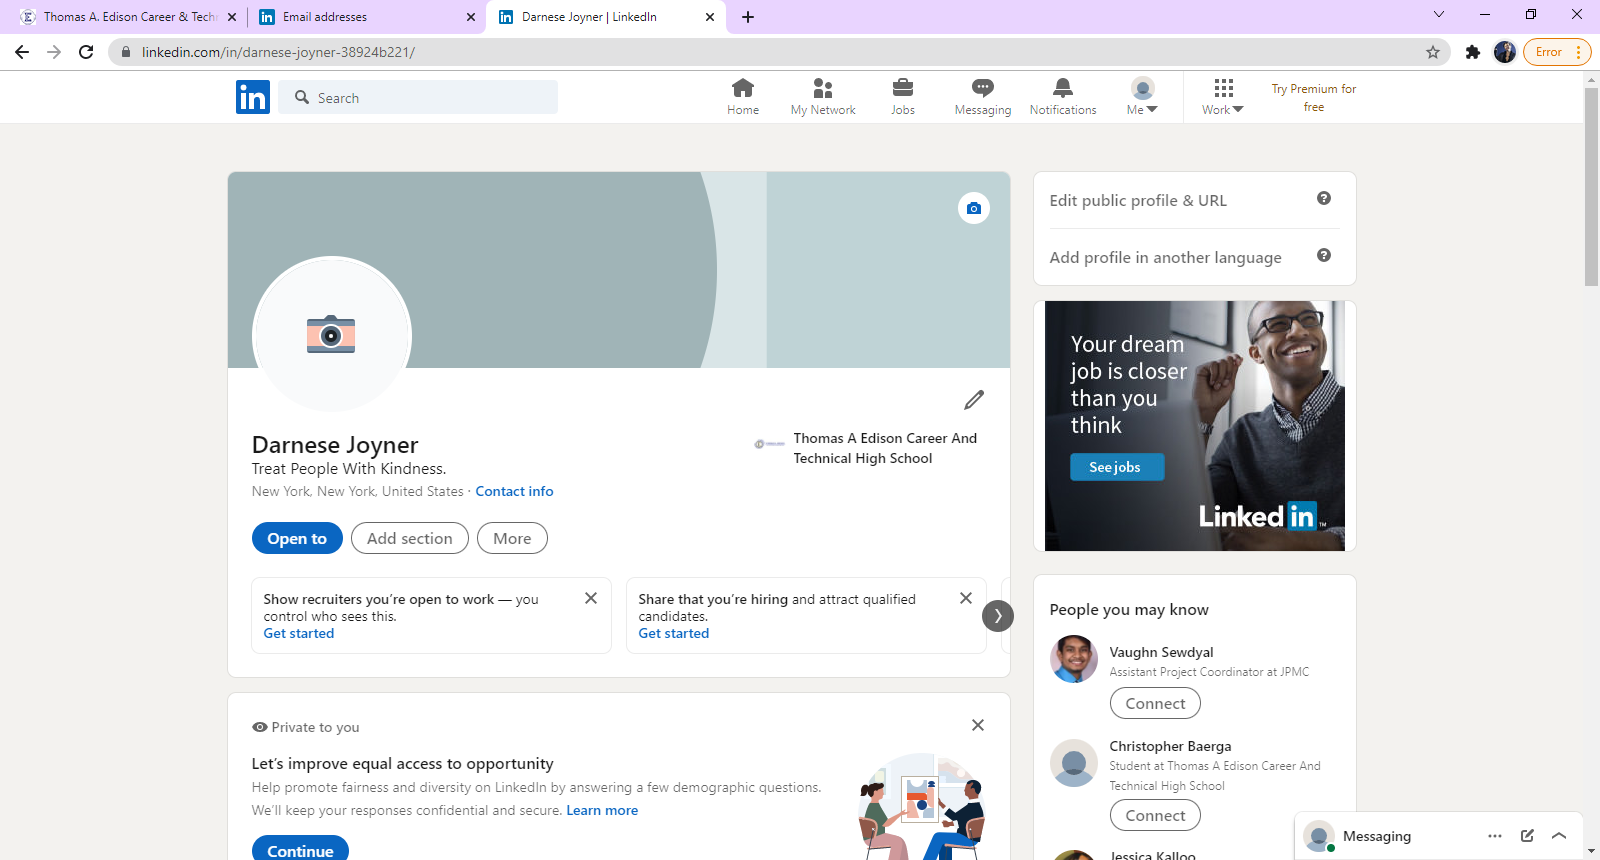 Thomas A. Edison Career & Tech
Email addresses
Darnese Joyner | LinkedIn
linkedin.com/in/darnese-joyner-38924b221/
Error
in
Search
Home
My Network
Jobs
Messaging
Notifications
Me
Work
Try Premium for
free
Edit public profile & URL
Add profile in another language
Your dream
job is closer
than you
think
See jobs
Linked in
Darnese Joyner
Treat People With Kindness.
New York, New York, United States · Contact info
Thomas A Edison Career And
Technical High School
Open to
Add section
More
Show recruiters you're open to work — you
control who sees this.
Get started
Share that you're hiring and attract qualified
candidates.
Get started
People you may know
Vaughn Sewdyal
Assistant Project Coordinator at JPMC
Connect
Christopher Baerga
Student at Thomas A Edison Career And
Technical High School
Connect
Jessica Kalloo
Private to you
Let's improve equal access to opportunity
Help promote fairness and diversity on LinkedIn by answering a few demographic questions.
We'll keep your responses confidential and secure. Learn more
Continue
Messaging